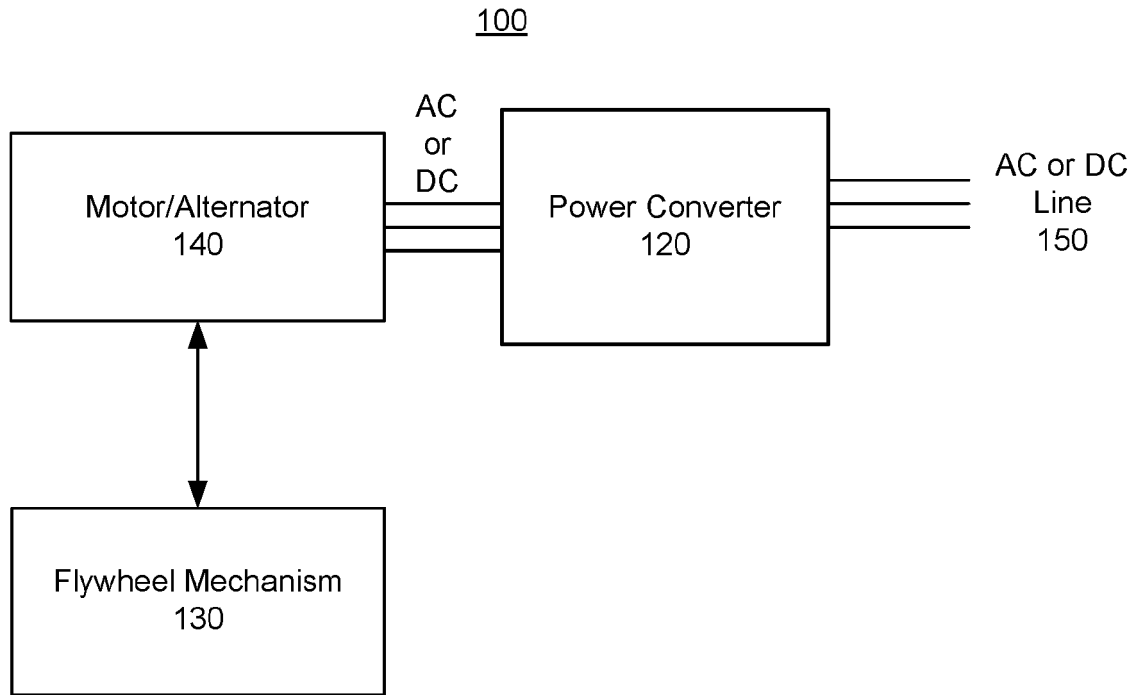 100
AC
or
DC
Motor/Alternator
140
Power Converter
120
AC or DC
Line
150
Flywheel Mechanism
130